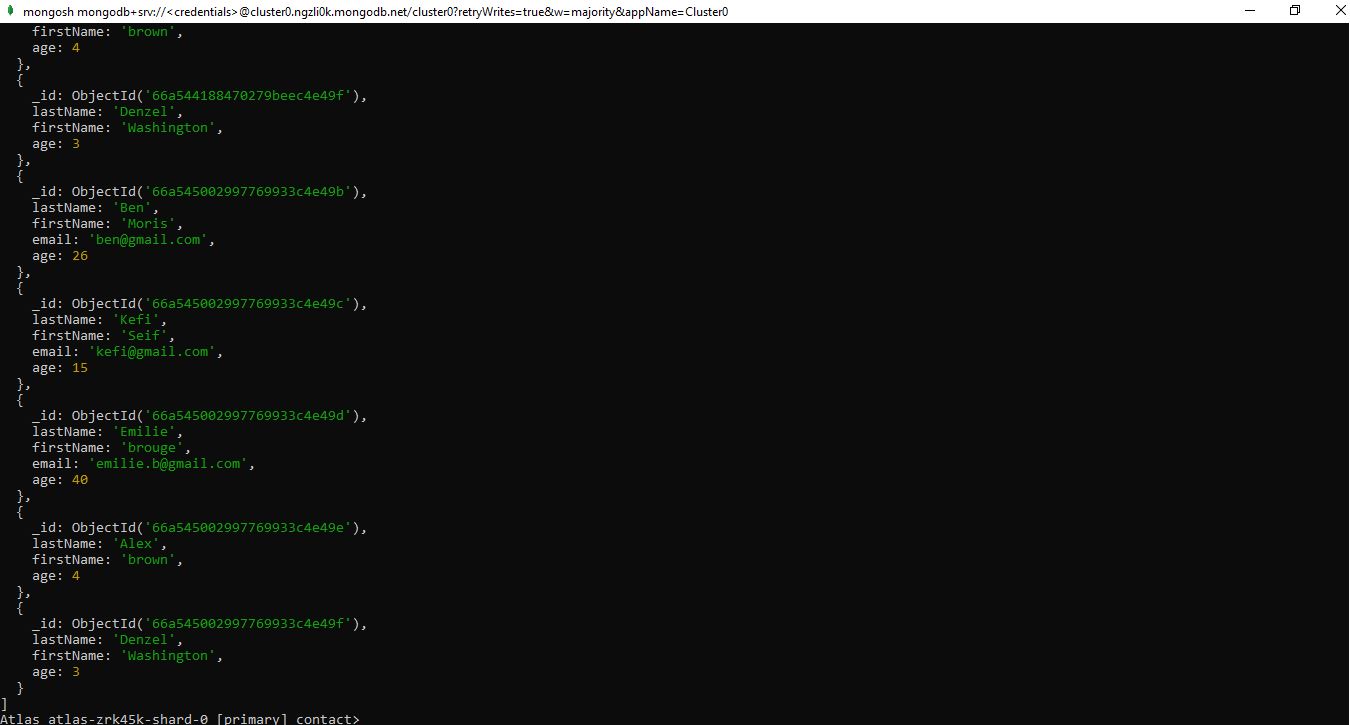 mongosh mongodb+srv://<credentials>@cluster0.ngzli0k.mongodb.net/cluster0?retryWrites=true&w=majority&appName=Cluster0
    firstName: 'brown',
    age: 4
  },
  {
    _id: ObjectId('66a544188470279beec4e49f'),
    lastName: 'Denzel',
    firstName: 'Washington',
    age: 3
  },
  {
    _id: ObjectId('66a545002997769933c4e49b'),
    lastName: 'Ben',
    firstName: 'Moris',
    email: 'ben@gmail.com',
    age: 26
  },
  {
    _id: ObjectId('66a545002997769933c4e49c'),
    lastName: 'Kefi',
    firstName: 'Seif',
    email: 'kefi@gmail.com',
    age: 15
  },
  {
    _id: ObjectId('66a545002997769933c4e49d'),
    lastName: 'Emilie',
    firstName: 'brouge',
    email: 'emilie.b@gmail.com',
    age: 40
  },
  {
    _id: ObjectId('66a545002997769933c4e49e'),
    lastName: 'Alex',
    firstName: 'brown',
    age: 4
  },
  {
    _id: ObjectId('66a545002997769933c4e49f'),
    lastName: 'Denzel',
    firstName: 'Washington',
    age: 3
  }
]
Atlas atlas-zrk45k-shard-0 [primary] contact>